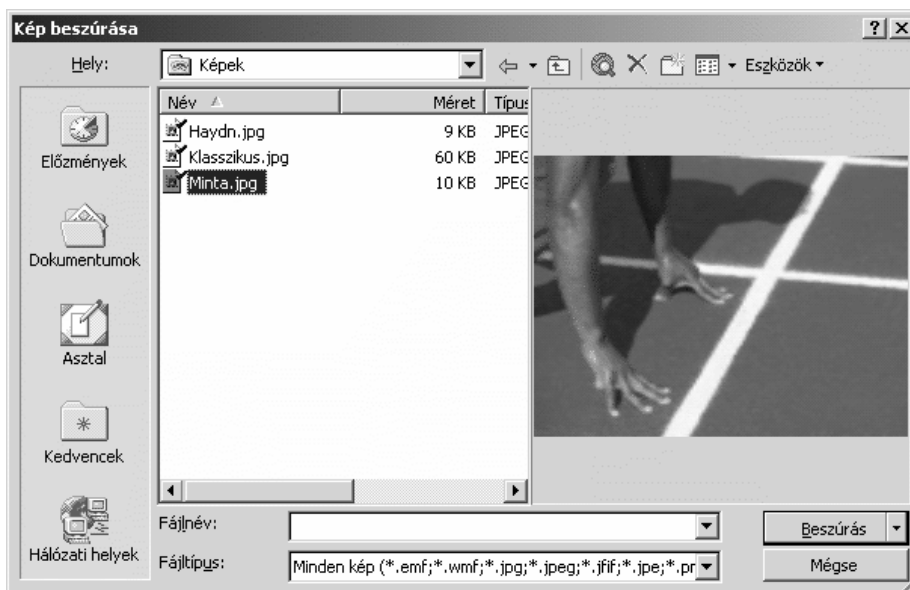 Kép beszúrása
Hely:
Képek
Eszközök
Előzmények
Dokumentumok
Asztal
Kedvencek
Hálózati helyek
Név Méret Típus
Haydn.jpg 9 KB JPEG
Klasszikus.jpg 60 KB JPEG
Minta.jpg 10 KB JPEG
Fájlnév:
Beszúrás
Fájltípus: Minden kép (*.emf;*.wmf;*.jpg;*.jpeg;*.jfif;*.jpe;*.pr
Mégse